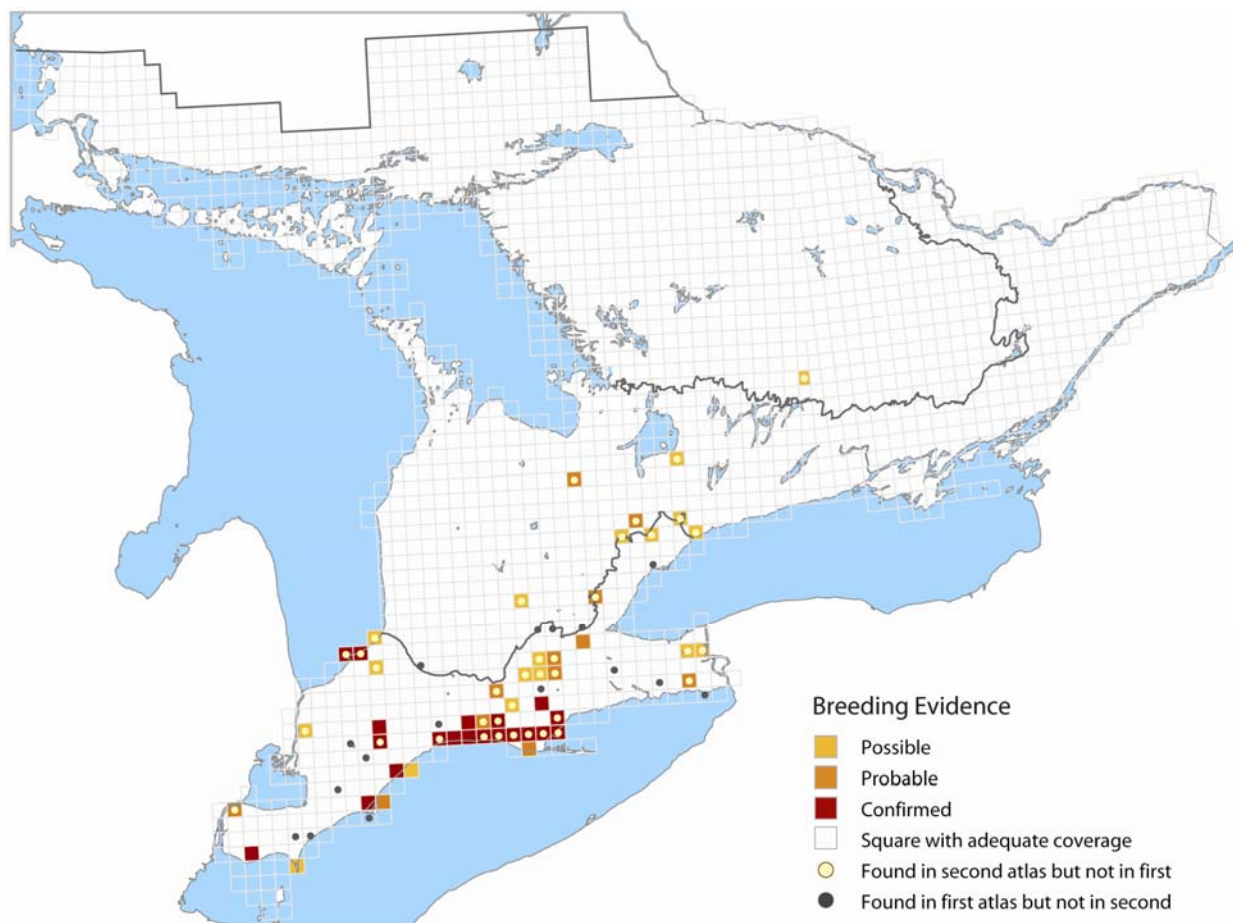 Breeding Evidence
Possible
Probable
Confirmed
Square with adequate coverage
Found in second atlas but not in first
Found in first atlas but not in second